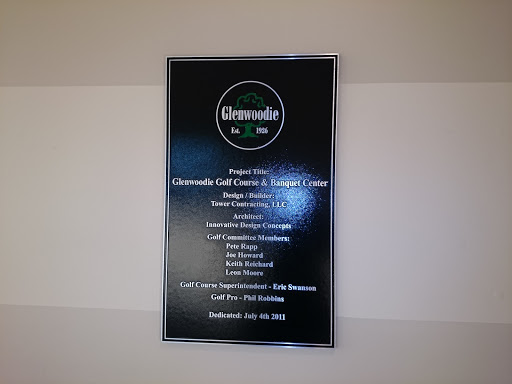 Glenwoodie
Est. 1926
Project Title:
Glenwoodie Golf Course & Banquet Center
Design / Builder:
Tower Contracting, LLC
Architect:
Innovative Design Concepts
Golf Committee Members:
Pete Rapp
Joe Howard
Keith Reichard
Leon Moore
Golf Course Superintendent - Eric Swanson
Golf Pro - Phil Robbins
Dedicated: July 4th 2011